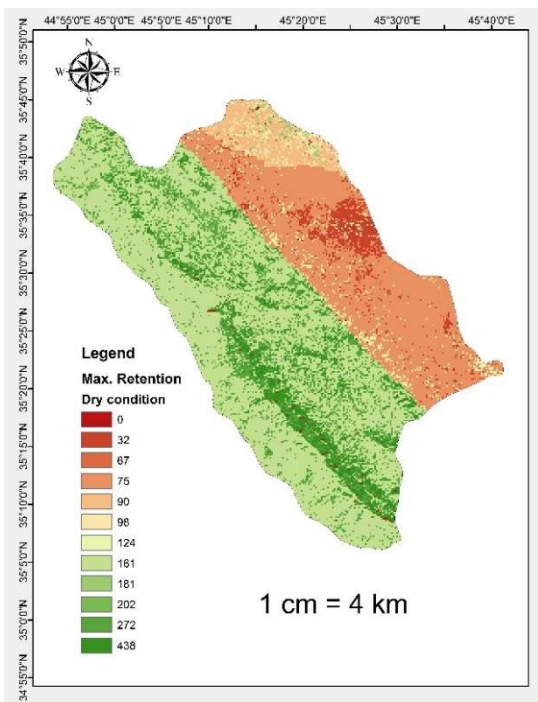 44°55'0"E 45°0'0"E 45°5'0"E 45°10'0"E 45°20'0"E 45°30'0"E 45°40'0"E
35°50'0"N
35°45'0"N
35°40'0"N
35°35'0"N
35°30'0"N
35°25'0"N
35°20'0"N
35°15'0"N
35°10'0"N
35°5'0"N
35°0'0"N
34°55'0"N
N
W E
S
Legend
Max. Retention
Dry condition
0
32
67
75
90
98
124
161
181
202
272
438
1 cm = 4 km